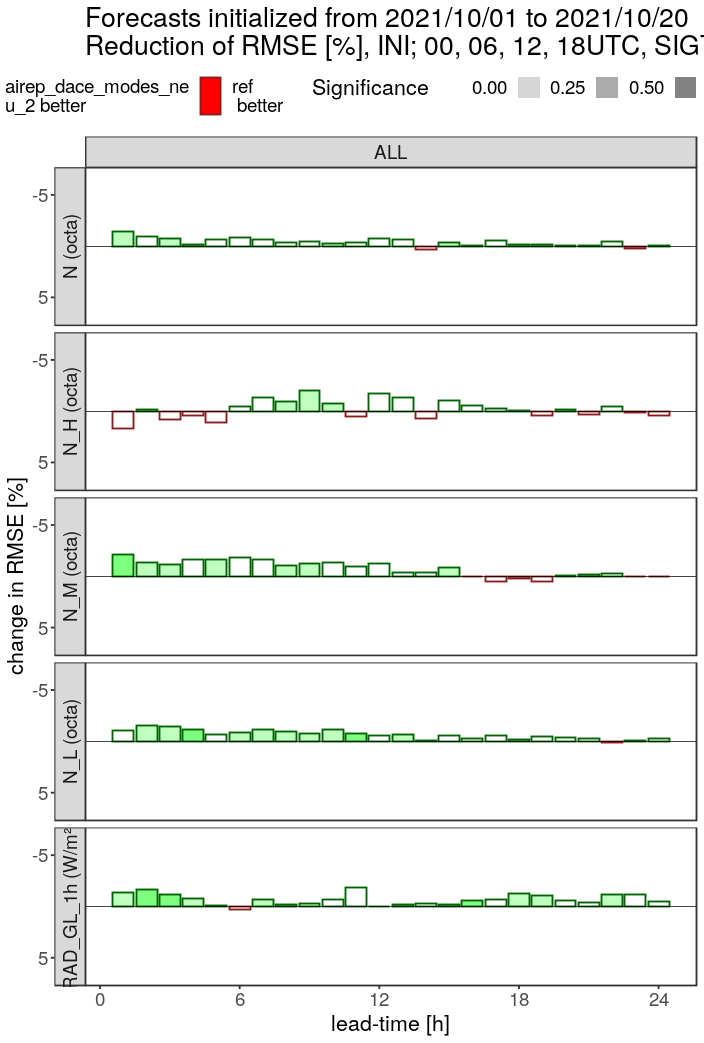 Forecasts initialized from 2021/10/01 to 2021/10/20
Reduction of RMSE [%], INI; 00, 06, 12, 18UTC, SIGT
airep_dace_modes_ne
u_2 better
ref
better
Significance
0.00
0.25
0.50
ALL
-5
5
N (octa)
-5
5
N_H (octa)
-5
5
N_M (octa)
-5
5
N_L (octa)
-5
5
RAD_GL_1h (W/m²
change in RMSE [%]
0 6 12 18 24
lead-time [h]